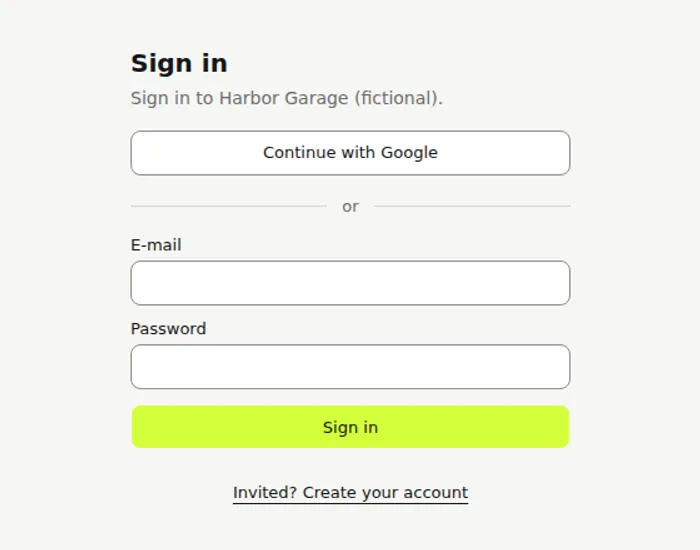 Sign in
Sign in to Harbor Garage (fictional).
Continue with Google
or
E-mail
Password
Sign in
Invited? Create your account